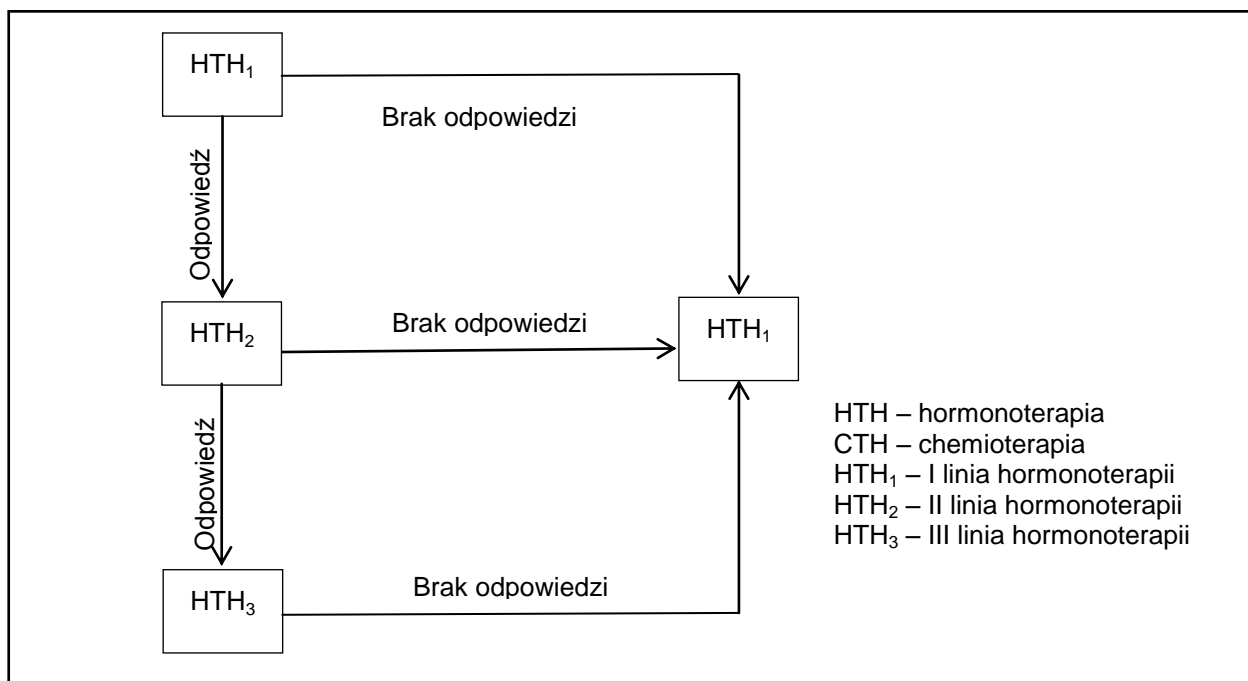 HTH₁
Brak odpowiedzi
Odpowiedź
HTH₂
Brak odpowiedzi
HTH₁
Odpowiedź
HTH₃
Brak odpowiedzi
HTH – hormonoterapia
CTH – chemioterapia
HTH₁ – I linia hormonoterapii
HTH₂ – II linia hormonoterapii
HTH₃ – III linia hormonoterapii